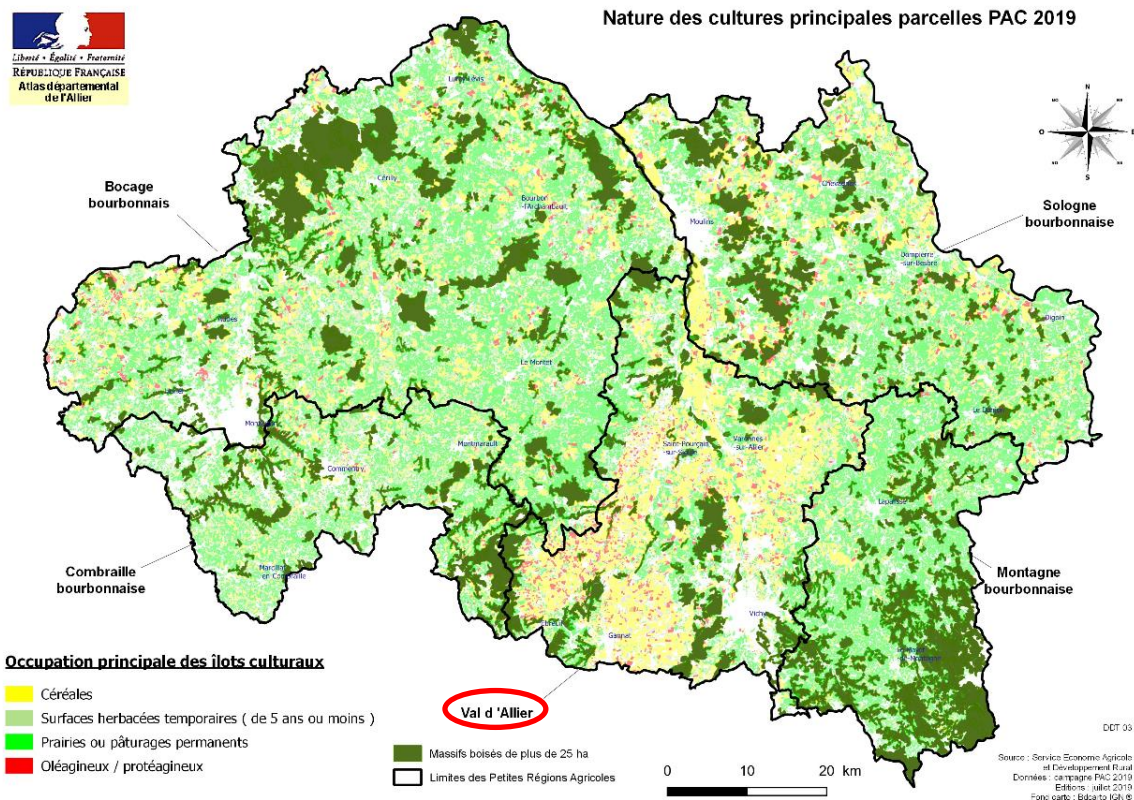 Nature des cultures principales parcelles PAC 2019
Liberté • Égalité • Fraternité
RÉPUBLIQUE FRANÇAISE
Atlas départemental
de l'Allier
N
O
E
S
Lurcy-Lévis
Bocage
bourbonnais
Cérilly
Bourbon
-l'Archambault
Chevagnes
Moulins
Sologne
bourbonnaise
Dompierre
-sur-Besbre
Digoin
Le Montet
Le Donjon
Montmarault
Saint-Pourçain
-sur-Sioule
Varennes
-sur-Allier
Commentry
Lapalisse
Combraille
bourbonnaise
Marcillat
en-Combraille
Montagne
bourbonnaise
Vichy
Ebreuil
Gannat
Occupation principale des îlots culturaux
Céréales
Surfaces herbacées temporaires ( de 5 ans ou moins )
Prairies ou pâturages permanents
Oléagineux / protéagineux
Val d 'Allier
Massifs boisés de plus de 25 ha
Limites des Petites Régions Agricoles
0 10 20 km
DDT 03
Source : Service Economie Agricole
et Développement Rural
Données : campagne PAC 2019
Editions : juillet 2019
Fond carto : Bdcarto IGN ®